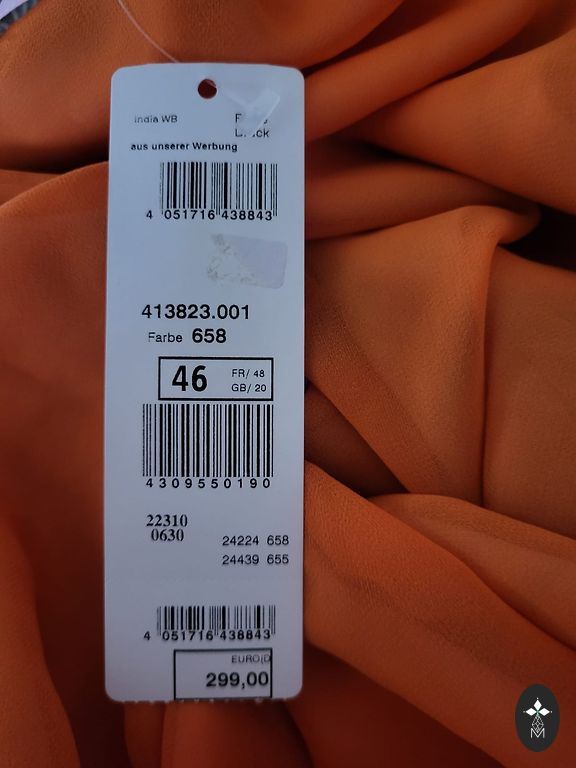 India WB
aus unserer Werbung
4 051716 438843
413823.001
Farbe 658
46 FR/ 48
GB/ 20
4309550190
22310
0630
24224 658
24439 655
4 051716 438843
EURO(D
299,00
M